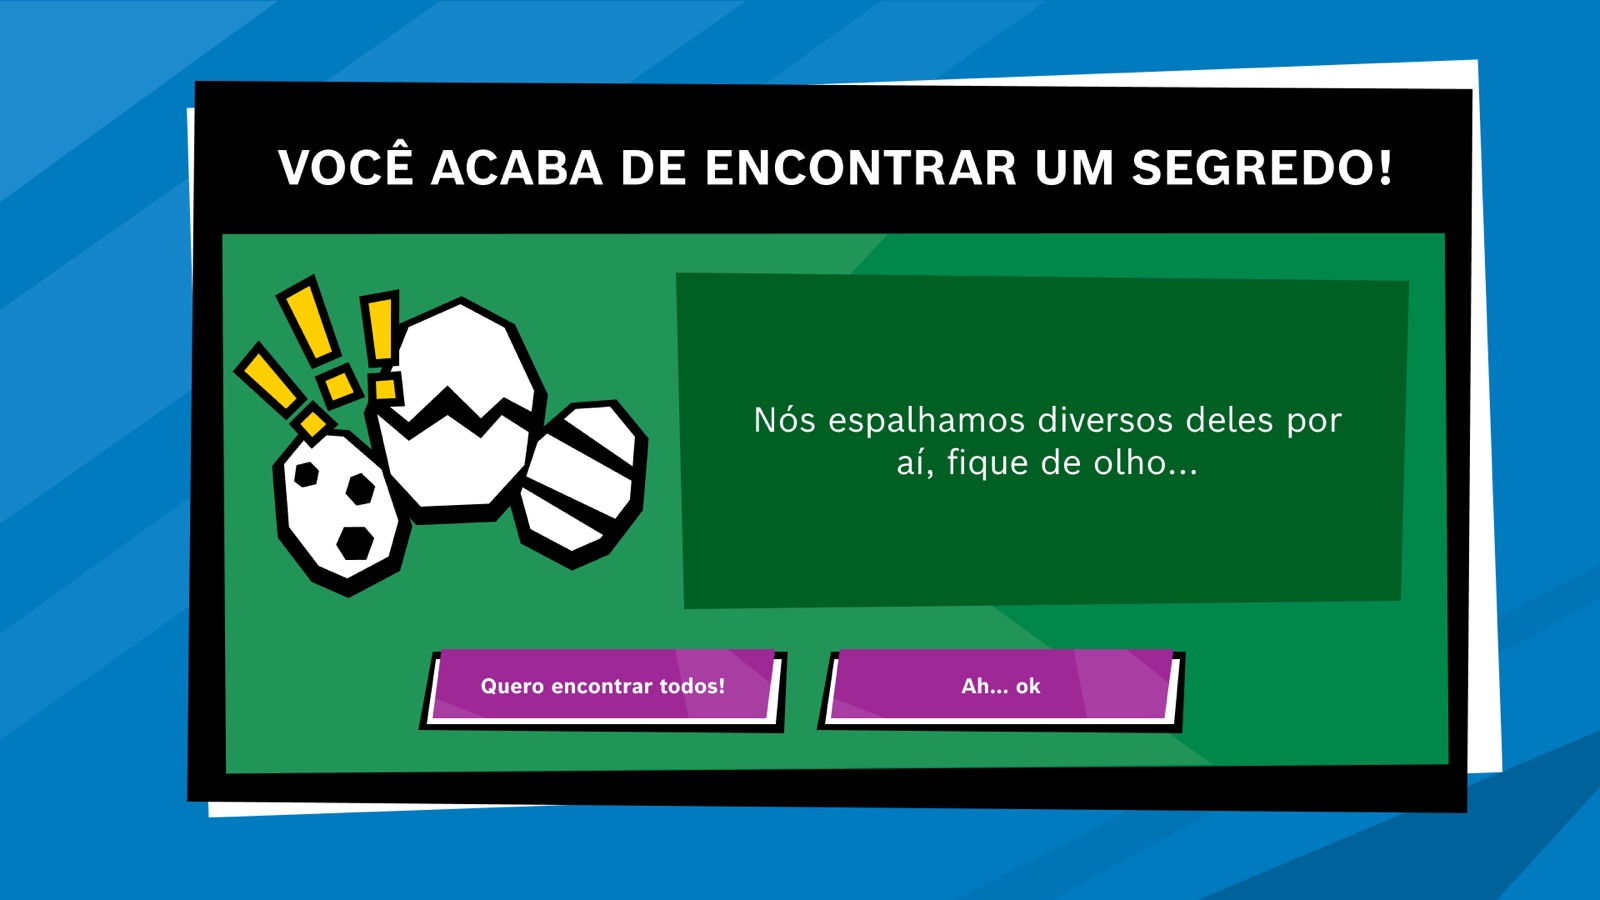 VOCÊ ACABA DE ENCONTRAR UM SEGREDO!
Nós espalhamos diversos deles por
aí, fique de olho...
Quero encontrar todos!
Ah... ok